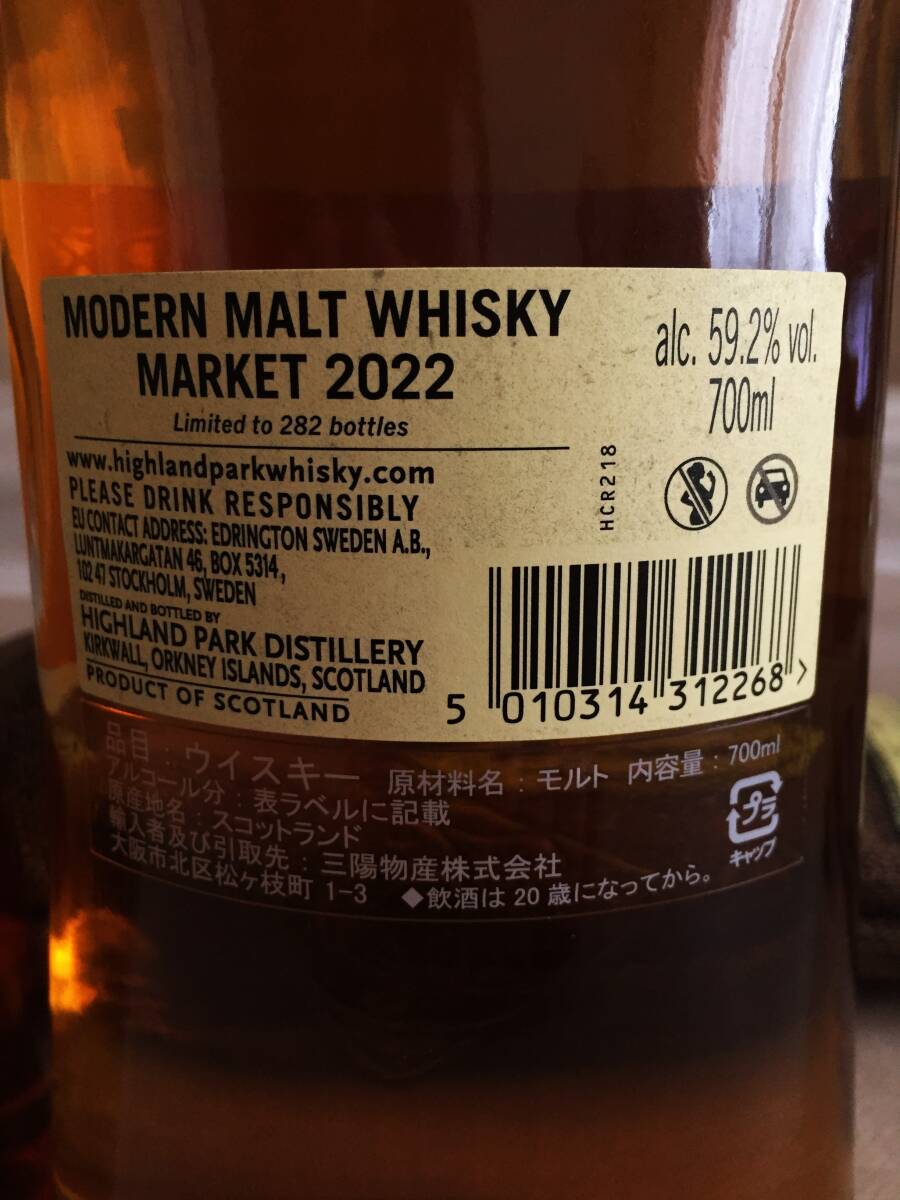 MODERN MALT WHISKY
MARKET 2022
Limited to 282 bottles
www.highlandparkwhisky.com
PLEASE DRINK RESPONSIBLY
EU CONTACT ADDRESS: EDRINGTON SWEDEN A.B.,
LUNTMAKARGATAN 46, BOX 5314,
102 47 STOCKHOLM, SWEDEN
DISTILLED AND BOTTLED BY
HIGHLAND PARK DISTILLERY
KIRKWALL, ORKNEY ISLANDS, SCOTLAND
PRODUCT OF SCOTLAND
alc. 59.2% vol.
700ml
HCR218
5 010314 312268 >
品目：ウイスキー 原材料名：モルト 内容量：700ml
アルコール分：表ラベルに記載
原産地名：スコットランド
輸入者及び引取先：三陽物産株式会社
大阪市北区松ヶ枝町 1-3 ◆飲酒は 20 歳になってから。
プラ
キャップ